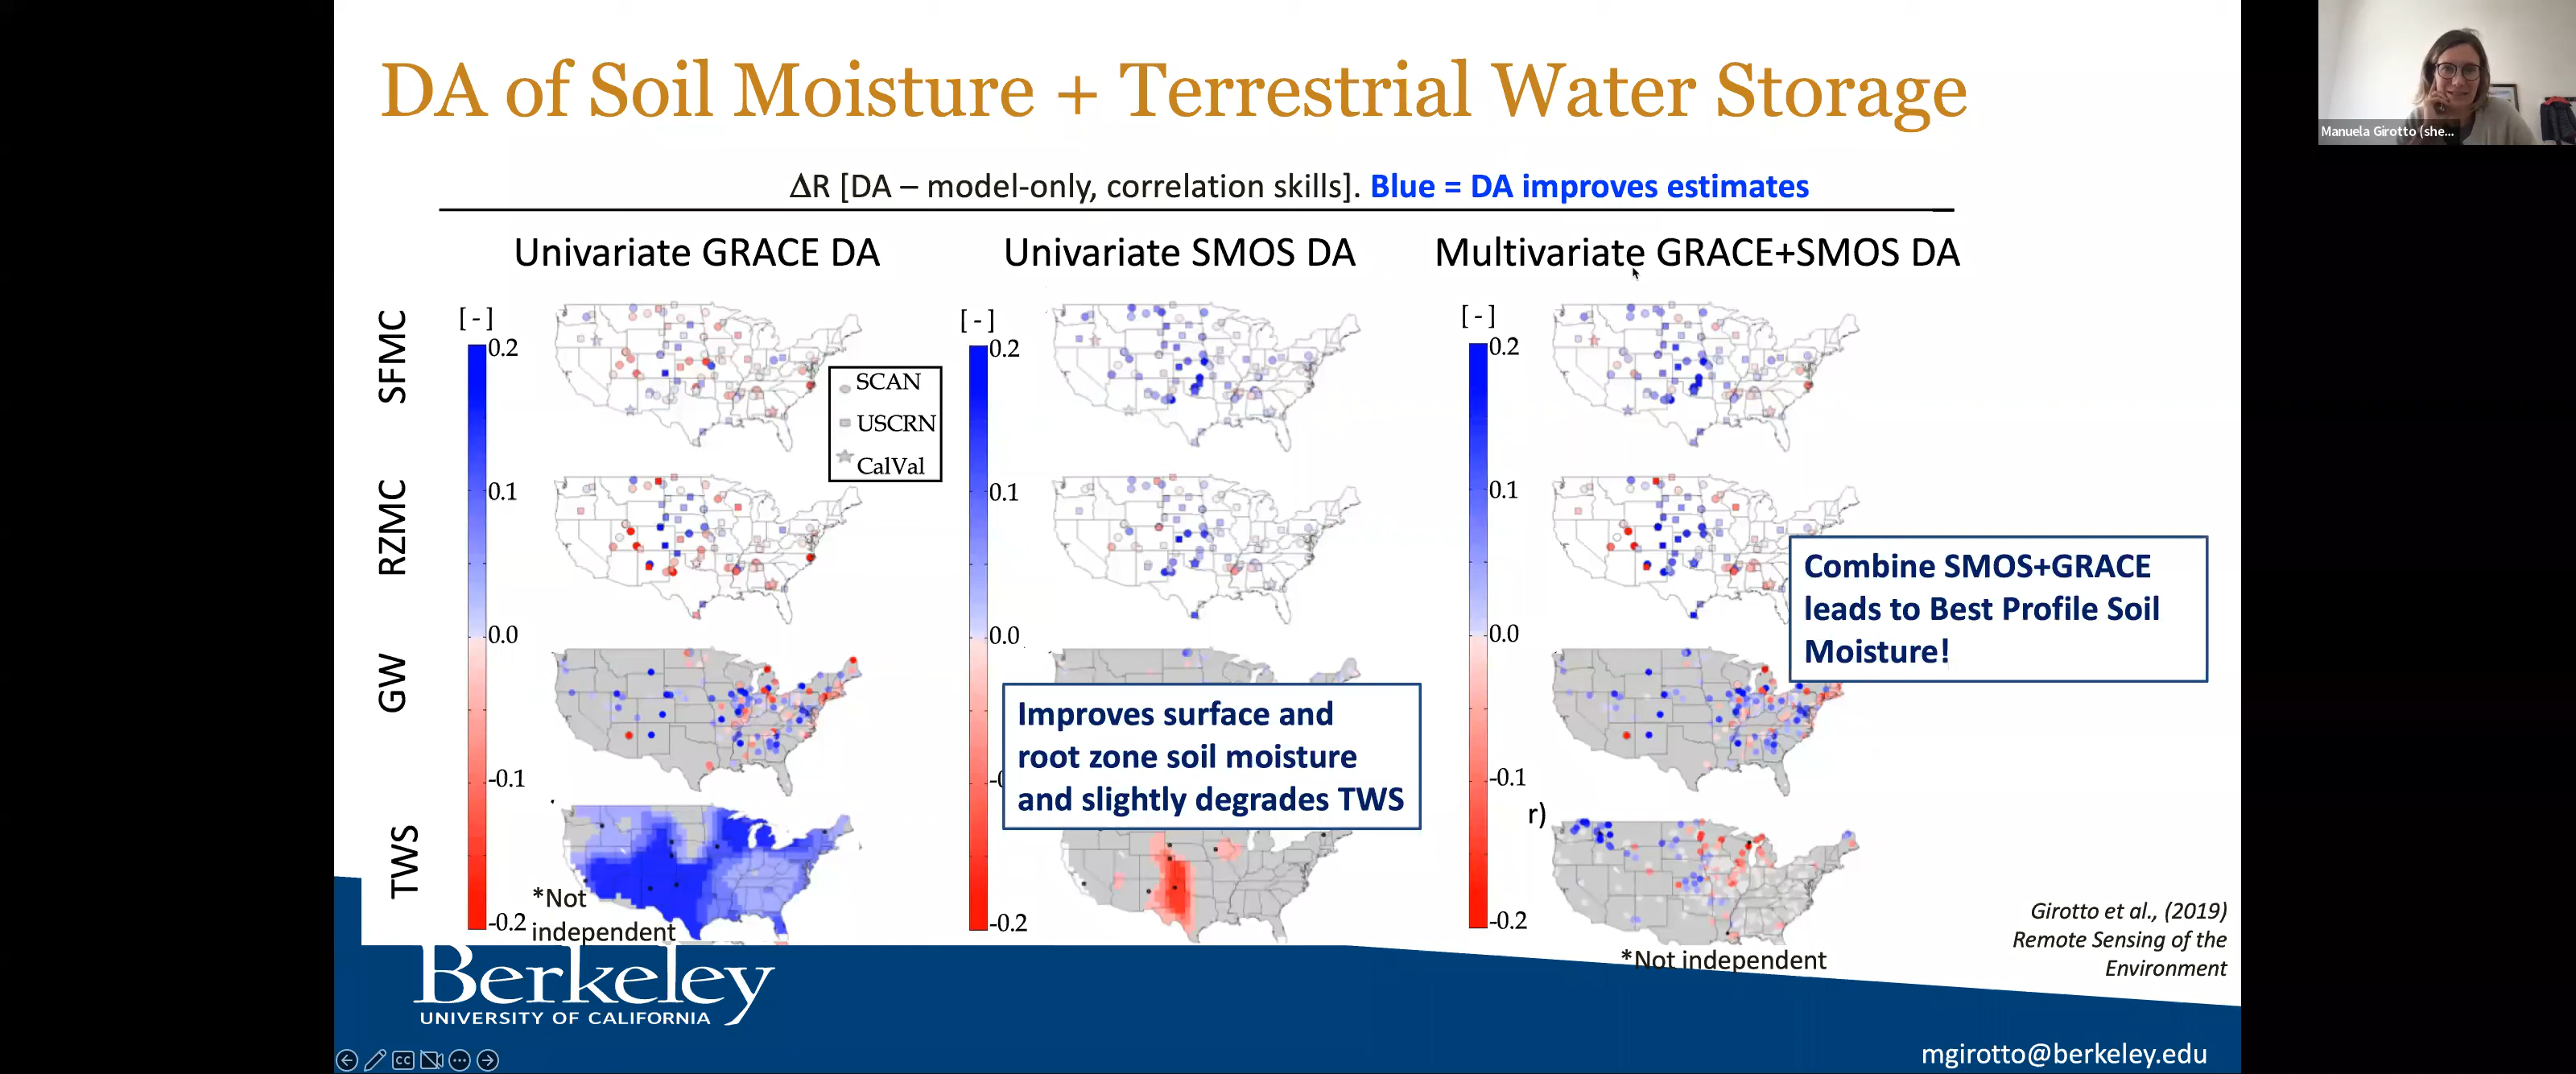 DA of Soil Moisture + Terrestrial Water Storage
Manuela Girotto (she...
ΔR [DA – model-only, correlation skills]. Blue = DA improves estimates
Univariate GRACE DA
Univariate SMOS DA
Multivariate GRACE+SMOS DA
SFMC
RZMC
GW
TWS
[ - ]
0.2
0.1
0.0
-0.1
-0.2
SCAN
USCRN
CalVal
*Not
independent
[ - ]
0.2
0.1
0.0
-0.2
Improves surface and
root zone soil moisture
and slightly degrades TWS
[ - ]
0.2
0.1
0.0
-0.1
-0.2
r)
Combine SMOS+GRACE
leads to Best Profile Soil
Moisture!
*Not independent
Girotto et al., (2019)
Remote Sensing of the
Environment
Berkeley
UNIVERSITY OF CALIFORNIA
CC
mgirotto@berkeley.edu